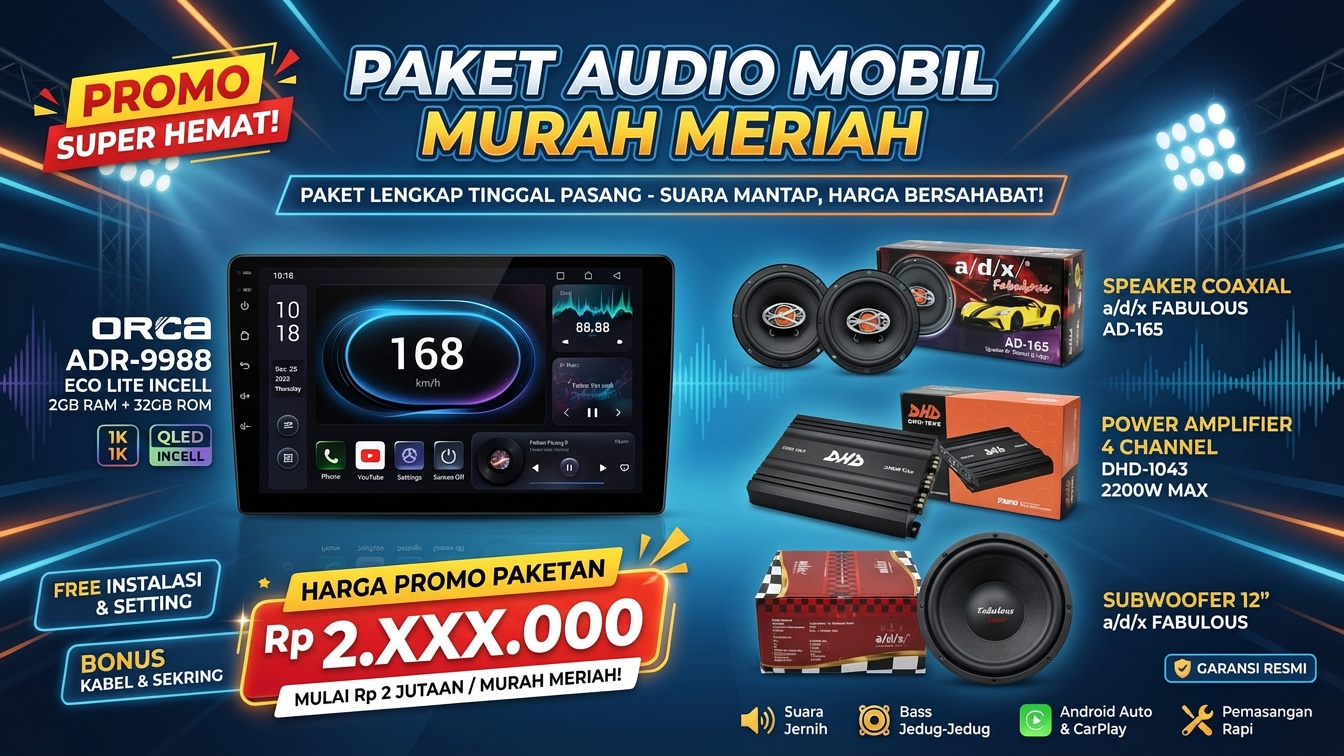 PROMO
SUPER HEMAT!
PAKET AUDIO MOBIL
MURAH MERIAH
PAKET LENGKAP TINGGAL PASANG - SUARA MANTAP, HARGA BERSAHABAT!
ORCA
ADR-9988
ECO LITE INCELL
2GB RAM + 32GB ROM
1K
1K
QLED
INCELL
10:18
10
18
Dec 25
2022
Thursday
168
km/h
88.88
Phone
YouTube
Settings
a/d/x/
Fabulous
AD-165
SPEAKER COAXIAL
a/d/x FABULOUS
AD-165
DHD
DHD
POWER AMPLIFIER
4 CHANNEL
DHD-1043
2200W MAX
a/d/x/
SUBWOOFER 12”
a/d/x FABULOUS
FREE INSTALASI
& SETTING
BONUS
KABEL & SEKRING
HARGA PROMO PAKETAN
Rp 2.XXX.000
MULAI Rp 2 JUTAAN / MURAH MERIAH!
GARANSI RESMI
Suara
Jernih
Bass
Jedug-Jedug
Android Auto
& CarPlay
Pemasangan
Rapi